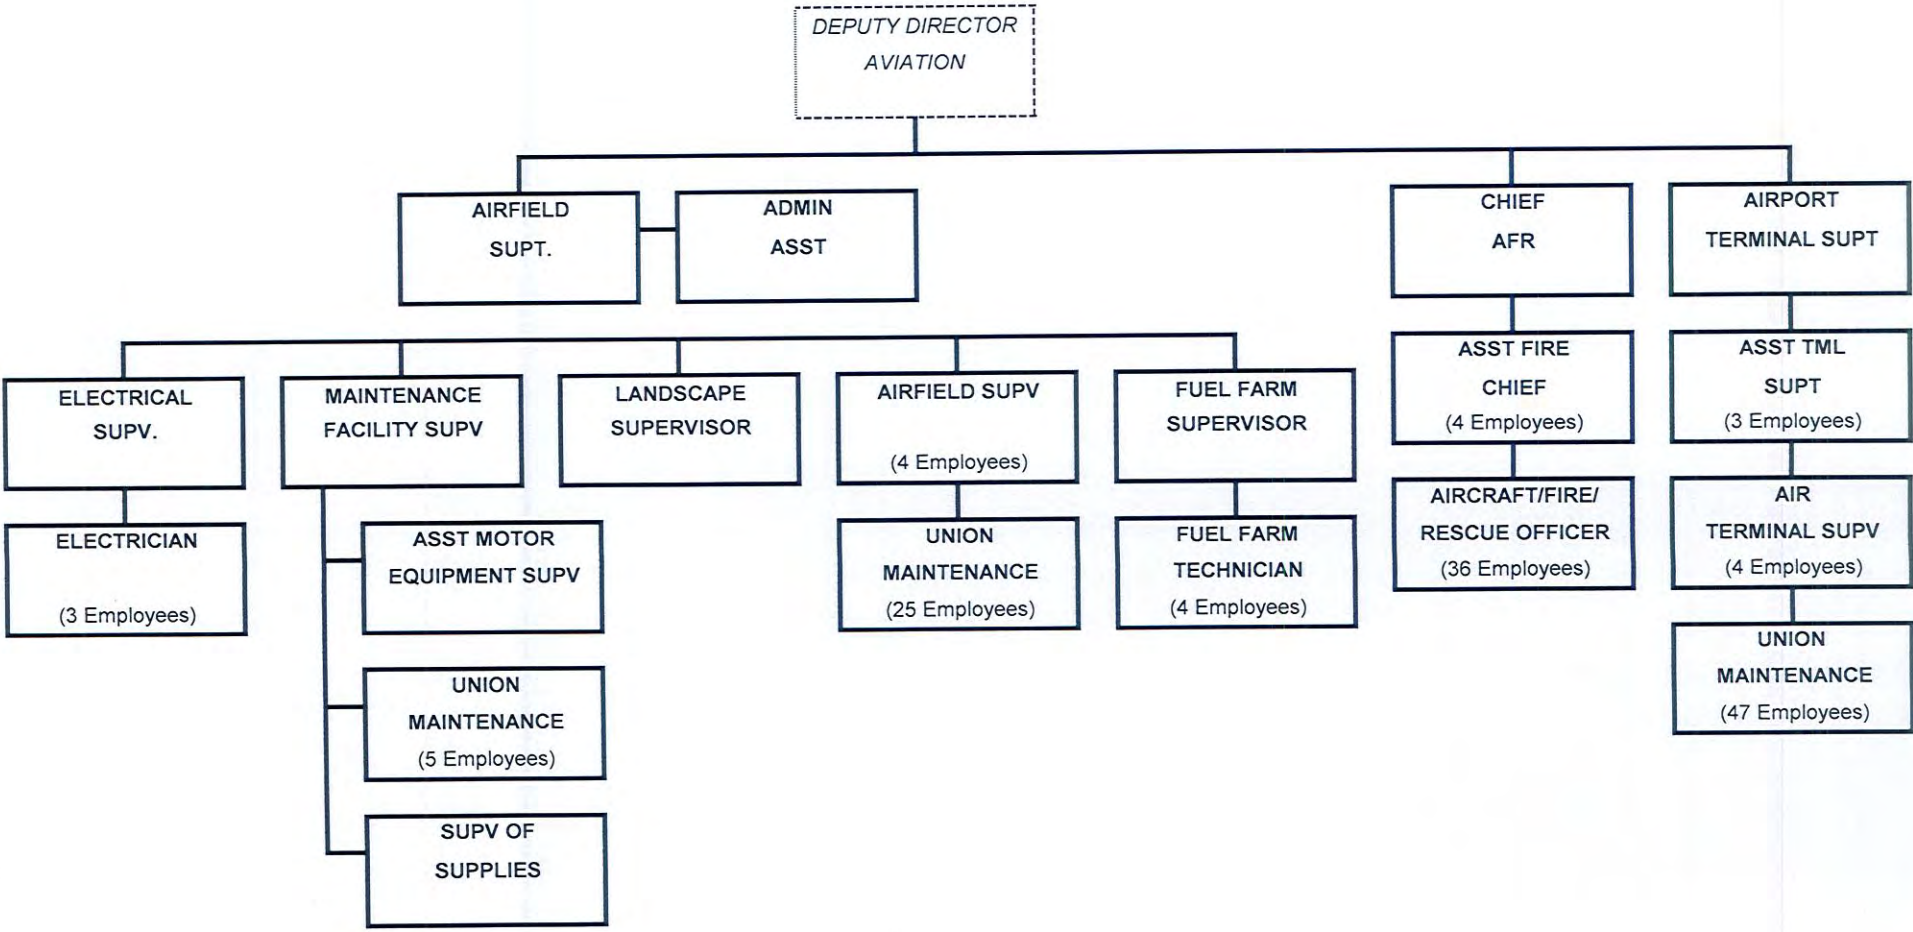 DEPUTY DIRECTOR
AVIATION
AIRFIELD
SUPT.
ADMIN
ASST
CHIEF
AFR
AIRPORT
TERMINAL SUPT
ELECTRICAL
SUPV.
MAINTENANCE
FACILITY SUPV
LANDSCAPE
SUPERVISOR
AIRFIELD SUPV
(4 Employees)
FUEL FARM
SUPERVISOR
ASST FIRE
CHIEF
(4 Employees)
ASST TML
SUPT
(3 Employees)
ELECTRICIAN
(3 Employees)
ASST MOTOR
EQUIPMENT SUPV
UNION
MAINTENANCE
(5 Employees)
SUPV OF
SUPPLIES
UNION
MAINTENANCE
(25 Employees)
FUEL FARM
TECHNICIAN
(4 Employees)
AIRCRAFT/FIRE/
RESCUE OFFICER
(36 Employees)
AIR
TERMINAL SUPV
(4 Employees)
UNION
MAINTENANCE
(47 Employees)